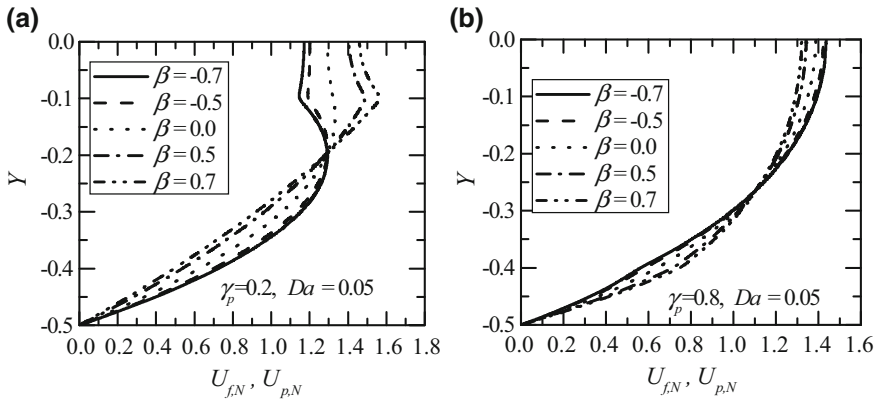 (a)
0.0
-0.1
-0.2
-0.3
-0.4
-0.5
Y
β = -0.7
β = -0.5
β = 0.0
β = 0.5
β = 0.7
γp=0.2, Da = 0.05
0.0 0.2 0.4 0.6 0.8 1.0 1.2 1.4 1.6 1.8
Uf,N , Up,N
(b)
0.0
-0.1
-0.2
-0.3
-0.4
-0.5
Y
β = -0.7
β = -0.5
β = 0.0
β = 0.5
β = 0.7
γp=0.8, Da = 0.05
0.0 0.2 0.4 0.6 0.8 1.0 1.2 1.4 1.6
Uf,N , Up,N